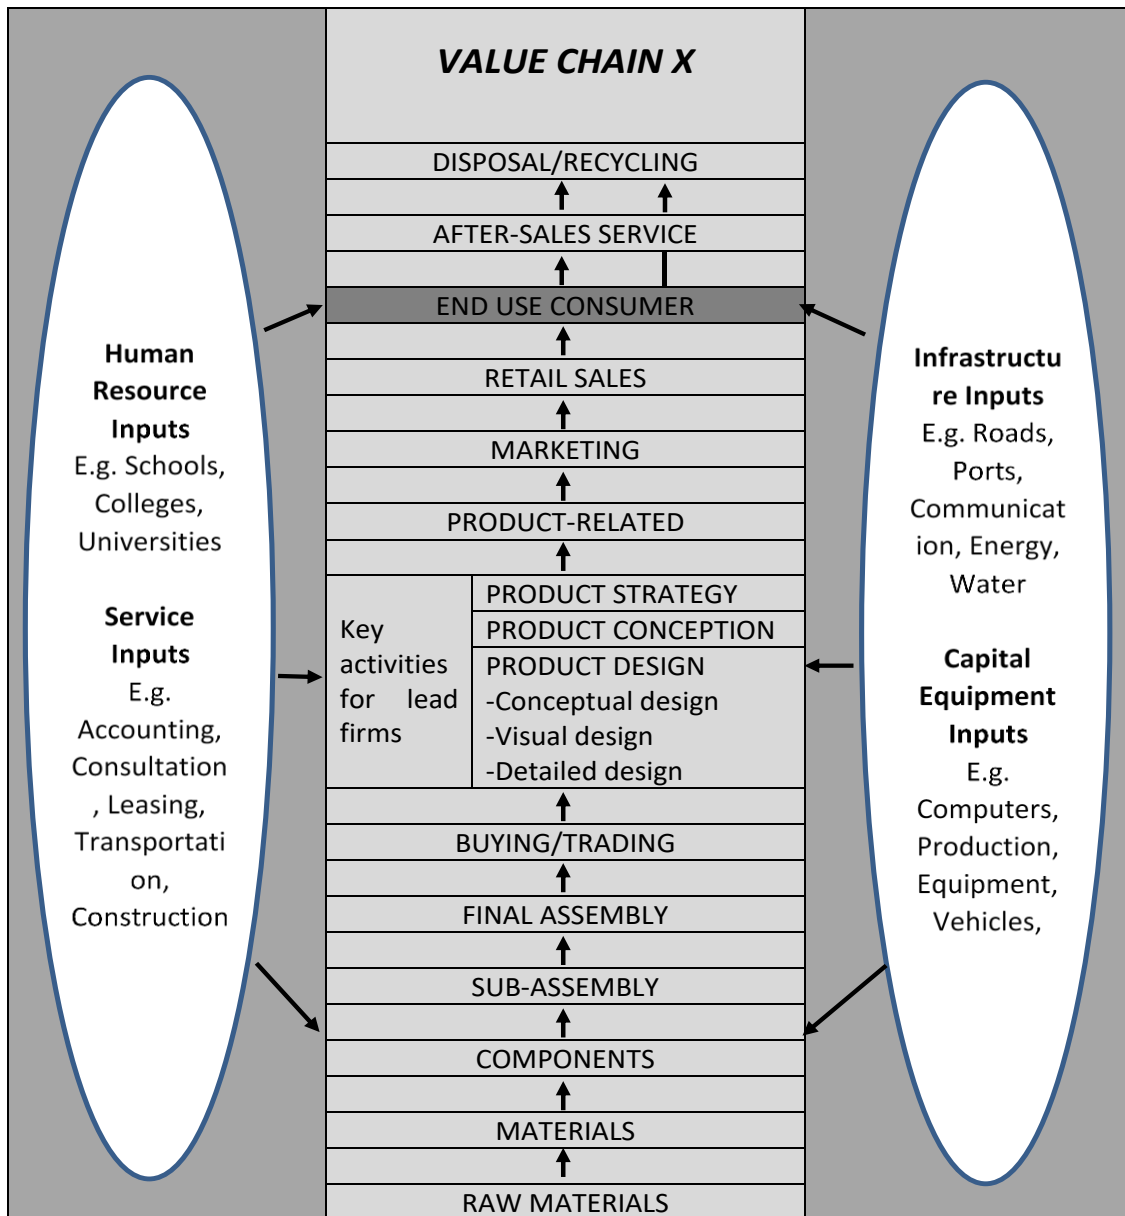 VALUE CHAIN X
DISPOSAL/RECYCLING
AFTER-SALES SERVICE
END USE CONSUMER
RETAIL SALES
MARKETING
PRODUCT-RELATED
Key
activities
for lead
firms
PRODUCT STRATEGY
PRODUCT CONCEPTION
PRODUCT DESIGN
-Conceptual design
-Visual design
-Detailed design
BUYING/TRADING
FINAL ASSEMBLY
SUB-ASSEMBLY
COMPONENTS
MATERIALS
RAW MATERIALS
Human
Resource
Inputs
E.g. Schools,
Colleges,
Universities
Service
Inputs
E.g.
Accounting,
Consultation
, Leasing,
Transportati
on,
Construction
Infrastructu
re Inputs
E.g. Roads,
Ports,
Communicat
ion, Energy,
Water
Capital
Equipment
Inputs
E.g.
Computers,
Production,
Equipment,
Vehicles,